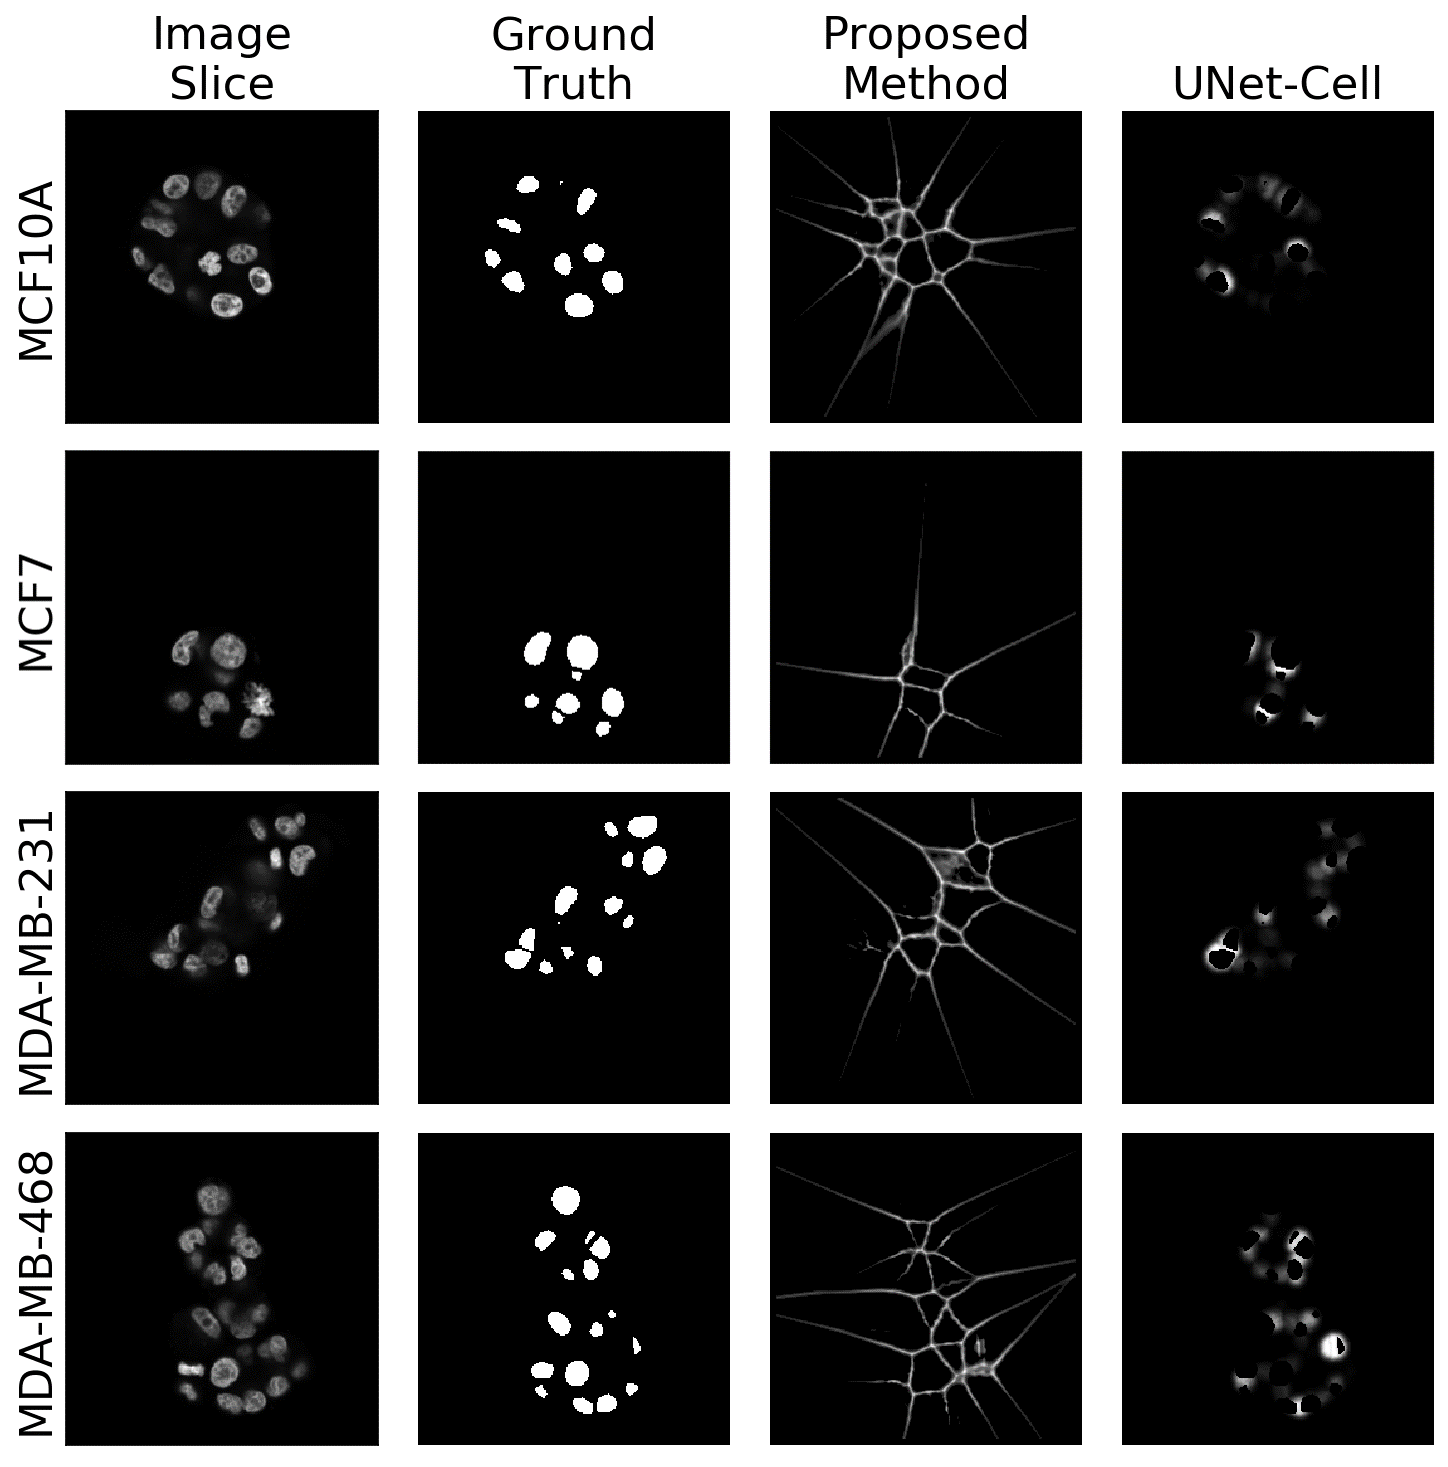 Image
Slice
Ground
Truth
Proposed
Method
UNet-Cell
MCF10A
MCF7
MDA-MB-231
MDA-MB-468